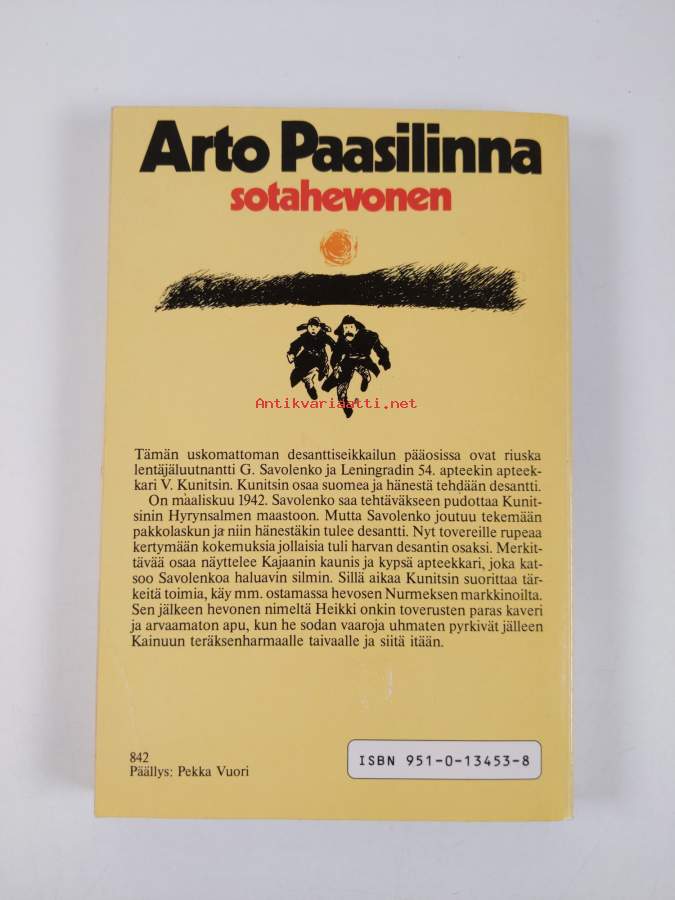 Arto Paasilinna
sotahevonen
Antikvariaatti.net
Tämän uskomattoman desanttiseikkailun pääosissa ovat riuska
lentäjäluutnantti G. Savolenko ja Leningradin 54. apteekin apteek-
kari V. Kunitsin. Kunitsin osaa suomea ja hänestä tehdään desantti.
On maaliskuu 1942. Savolenko saa tehtäväkseen pudottaa Kunit-
sinin Hyrynsalmen maastoon. Mutta Savolenko joutuu tekemään
pakkolaskun ja niin hänestäkin tulee desantti. Nyt tovereille rupeaa
kertymään kokemuksia jollaisia tuli harvan desantin osaksi. Merkit-
tävää osaa näyttelee Kajaanin kaunis ja kypsä apteekkari, joka kat-
soo Savolenkoa haluavin silmin. Sillä aikaa Kunitsin suorittaa tär-
keitä toimia, käy mm. ostamassa hevosen Nurmeksen markkinoilta.
Sen jälkeen hevonen nimeltä Heikki onkin toverusten paras kaveri
ja arvaamaton apu, kun he sodan vaaroja uhmaten pyrkivät jälleen
Kainuun teräksenharmaalle taivaalle ja siitä itään.
842
Päällys: Pekka Vuori
ISBN 951-0-13453-8